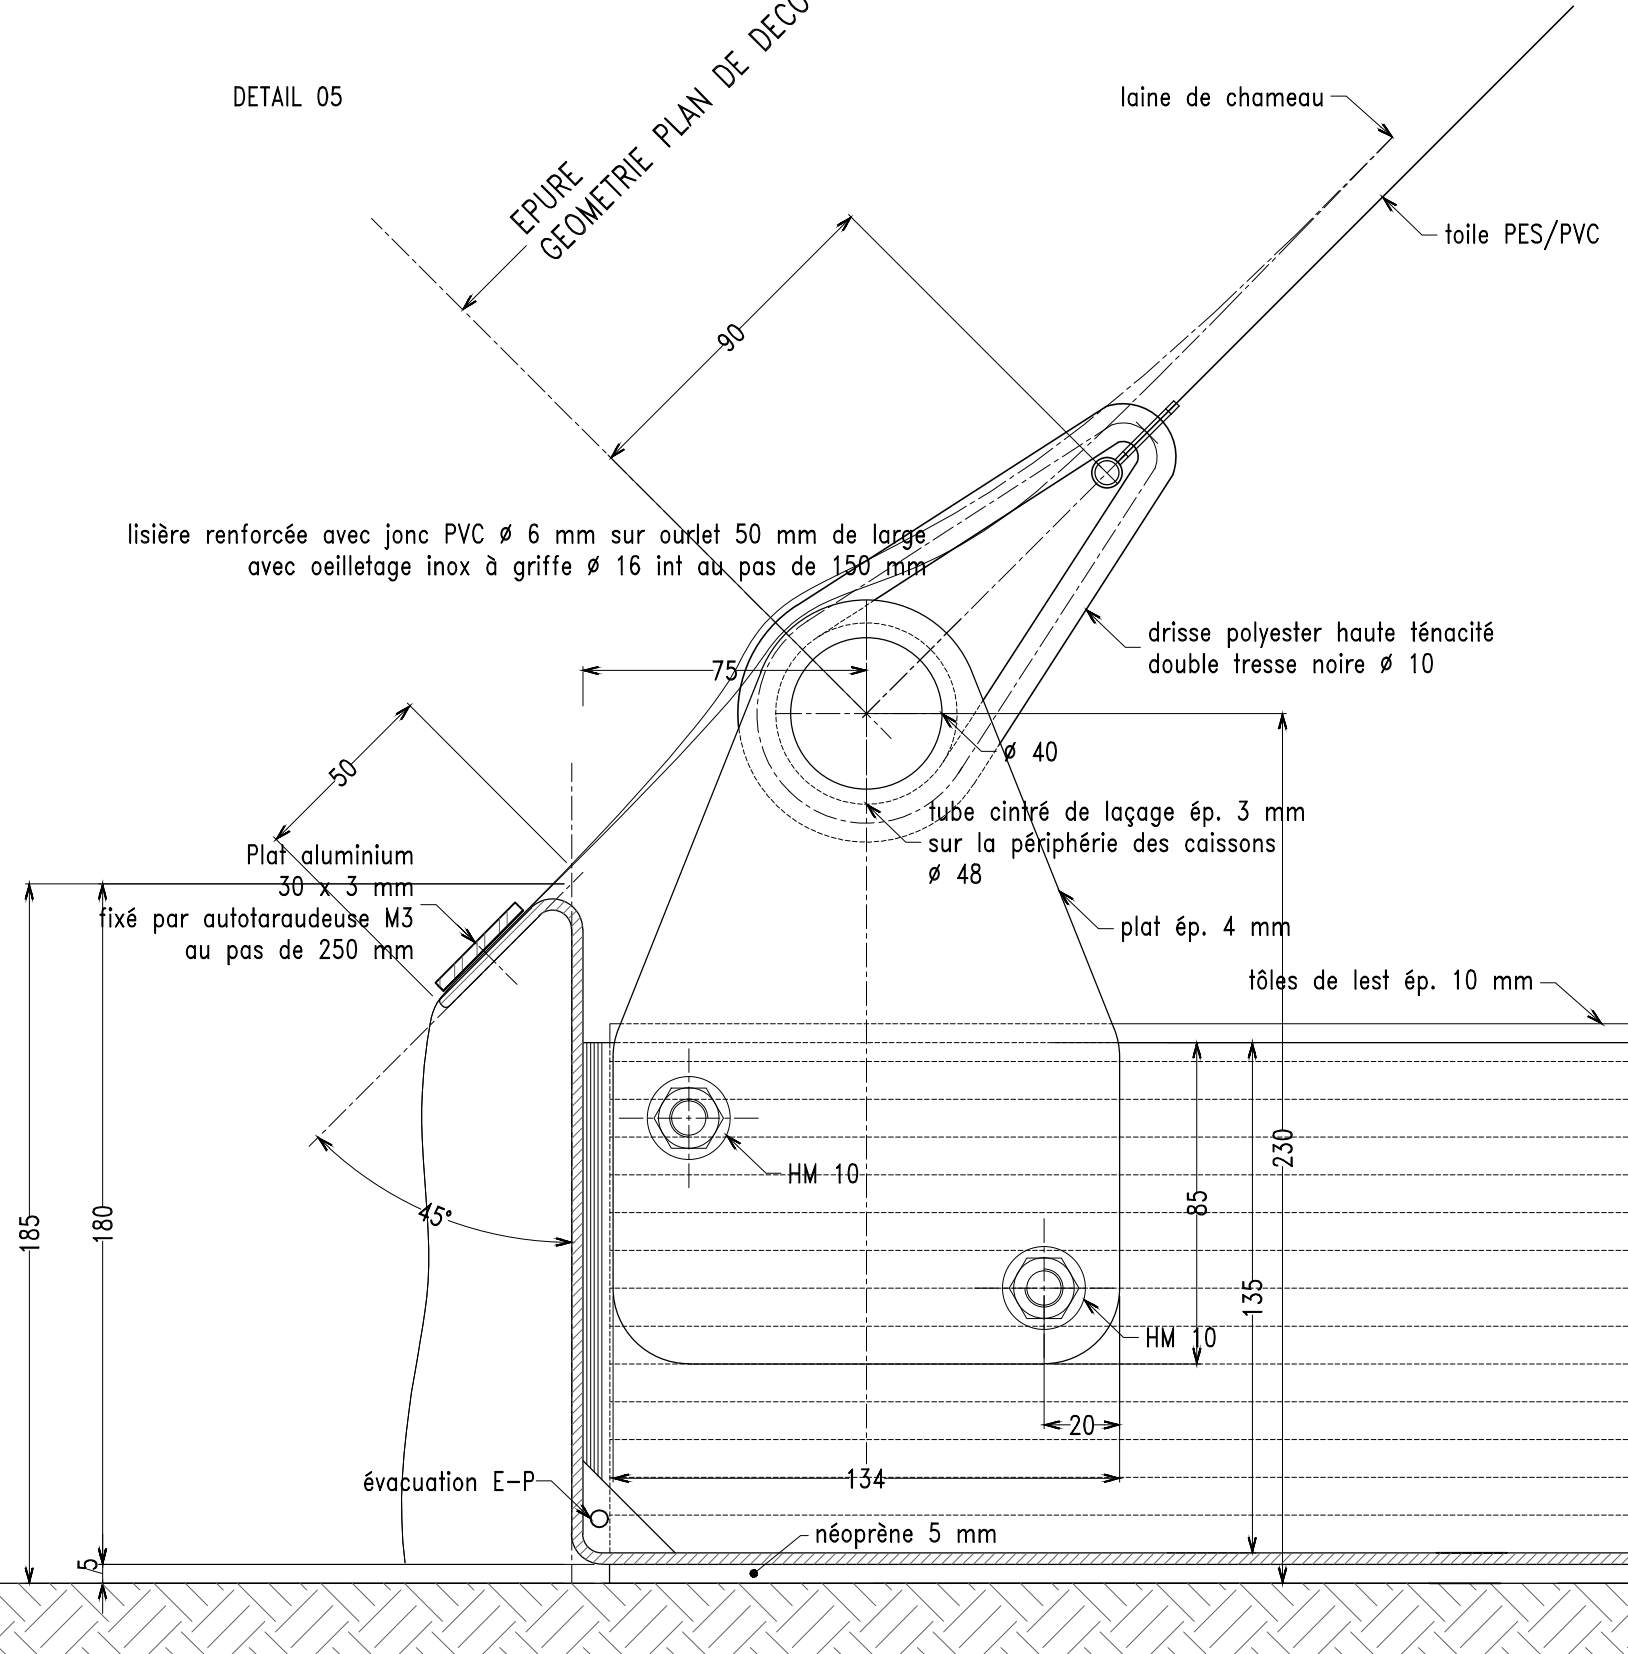 DETAIL 05
EPURE
GEOMETRIE PLAN DE DECO
laine de chameau
toile PES/PVC
90
lisière renforcée avec jonc PVC ø 6 mm sur ourlet 50 mm de large
avec oeilletage inox à griffe ø 16 int au pas de 150 mm
drisse polyester haute ténacité
double tresse noire ø 10
75
ø 40
50
tube cintré de laçage ép. 3 mm
sur la périphérie des caissons
ø 48
Plat aluminium
30 x 3 mm
fixé par autotaraudeuse M3
au pas de 250 mm
plat ép. 4 mm
tôles de lest ép. 10 mm
HM 10
230
85
45°
185
180
135
HM 10
20
134
évacuation E-P
néoprène 5 mm
5